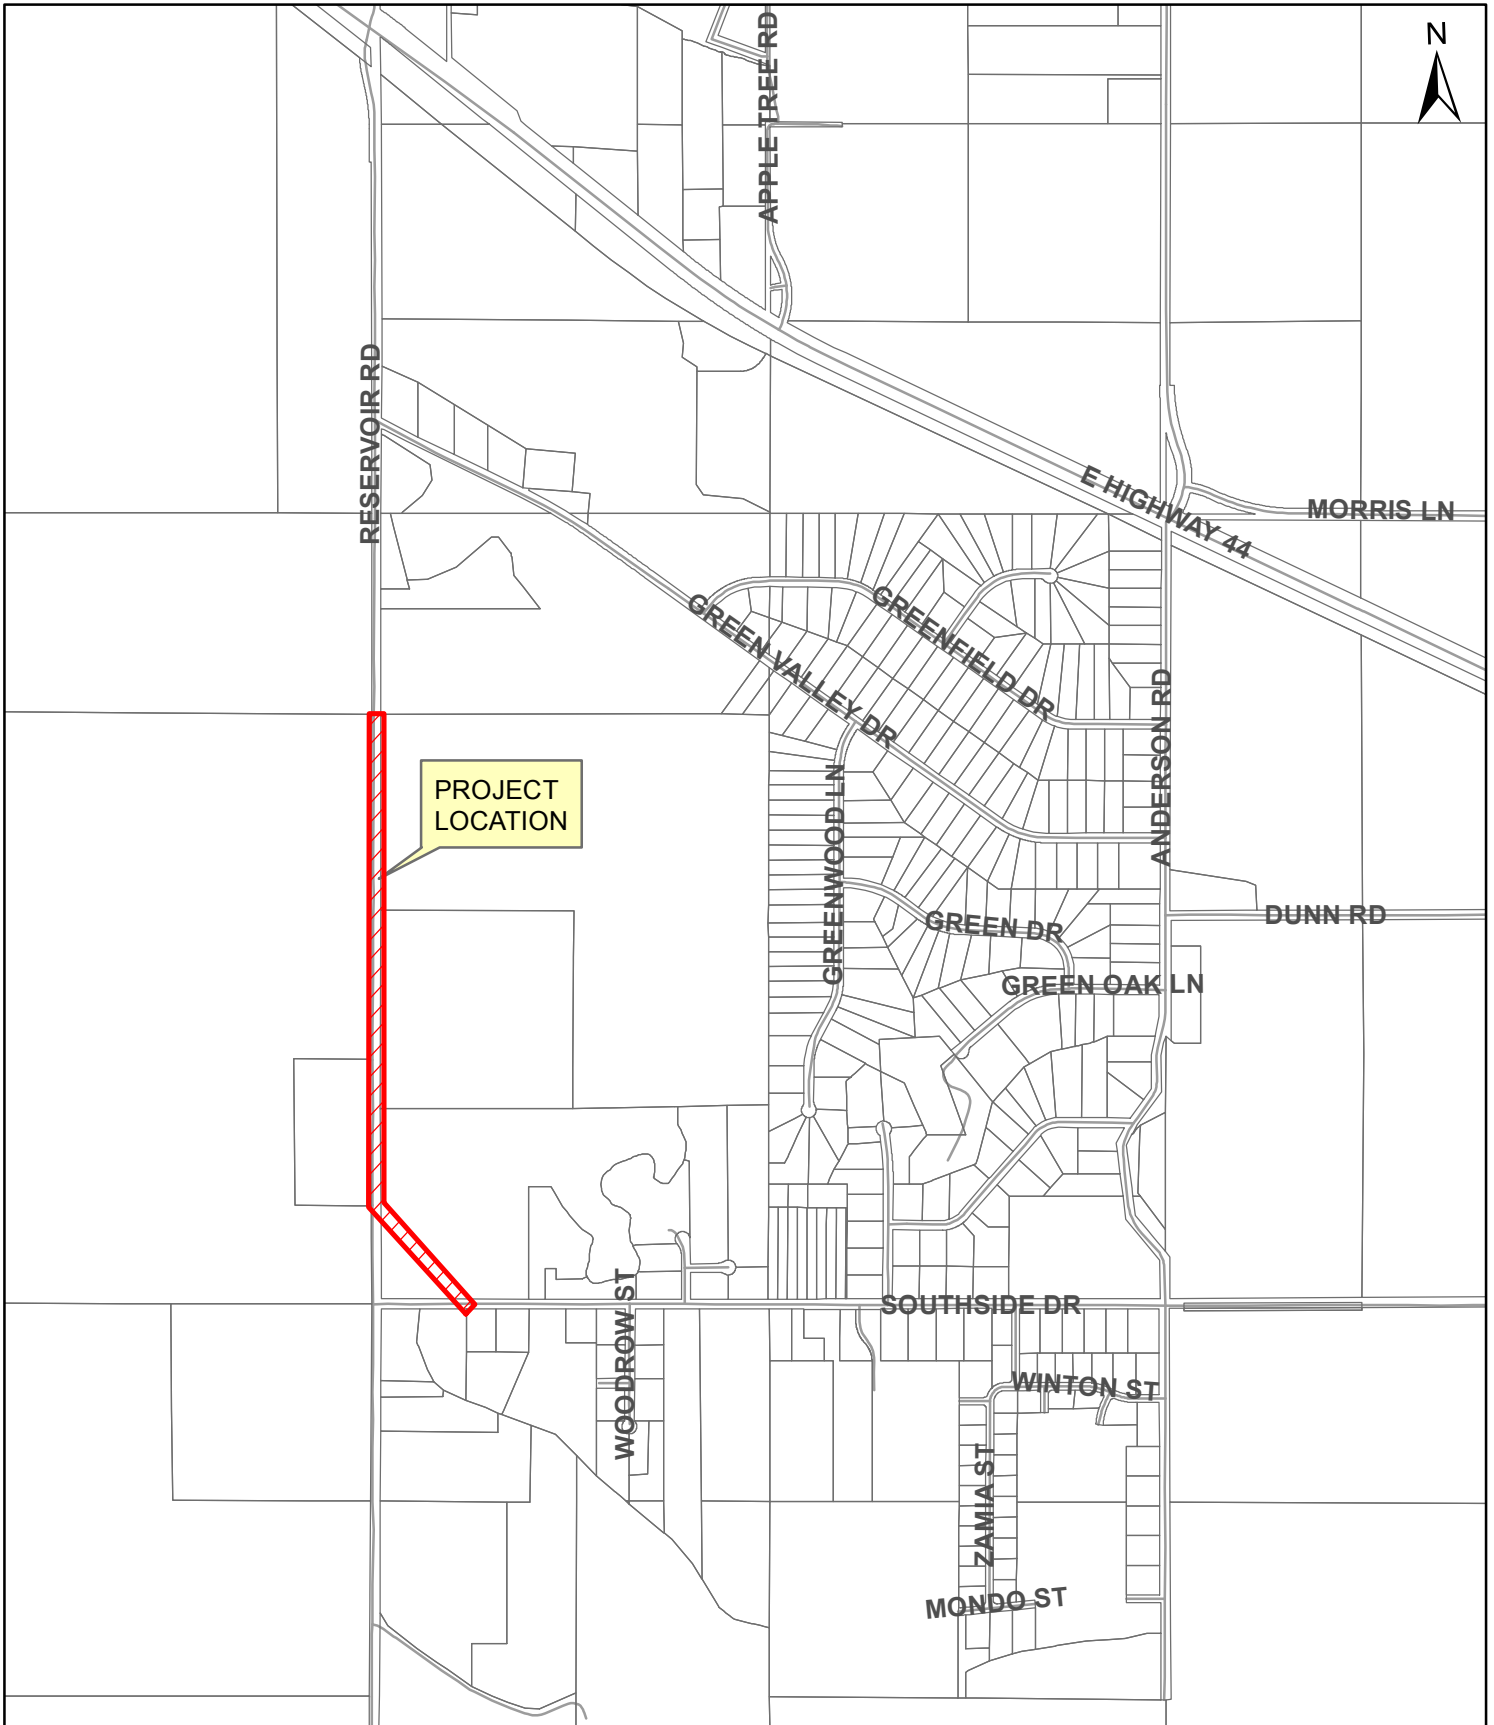 N
APPLE TREE RD
RESERVOIR RD
E HIGHWAY 44
MORRIS LN
GREENFIELD DR
GREEN VALLEY DR
ANDERSON RD
PROJECT
LOCATION
GREENWOOD LN
GREEN DR
DUNN RD
GREEN OAK LN
SOUTHSIDE DR
WOODROW ST
WINTON ST
ZAMIA ST
MONDO ST